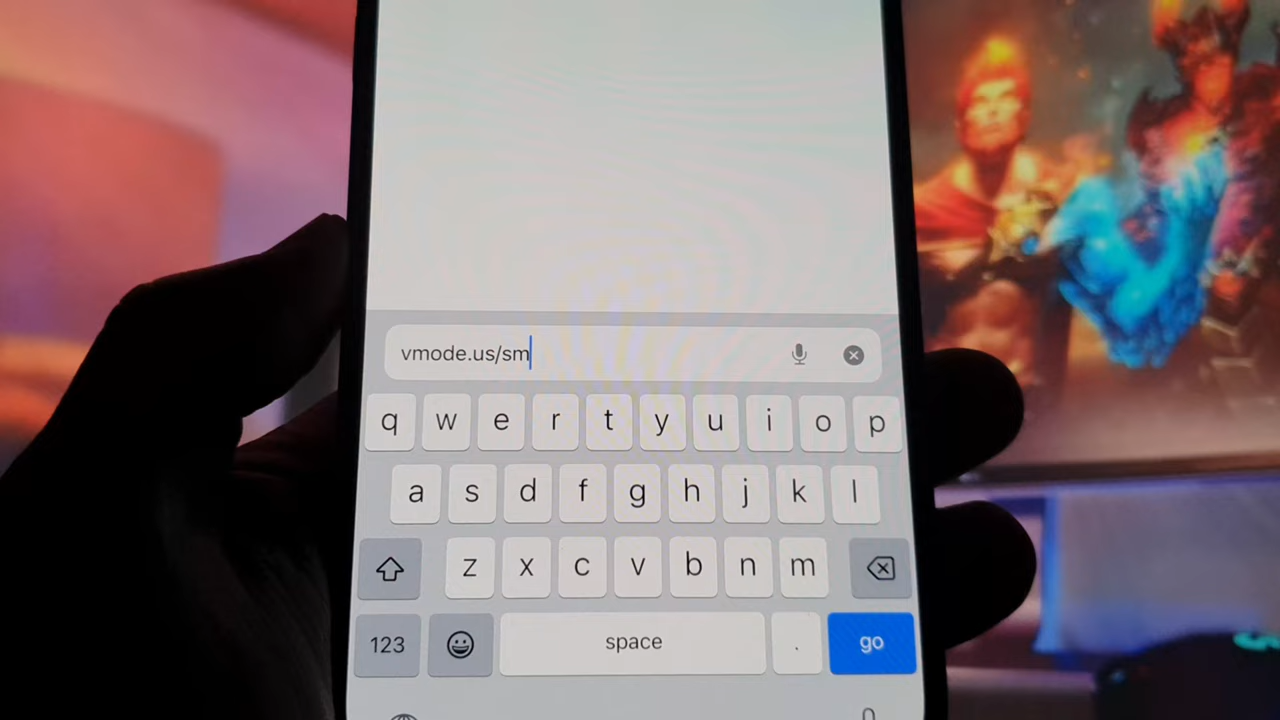 vmode.us/sm
q w e r t y u i o p
a s d f g h j k l
z x c v b n m
123 space . go